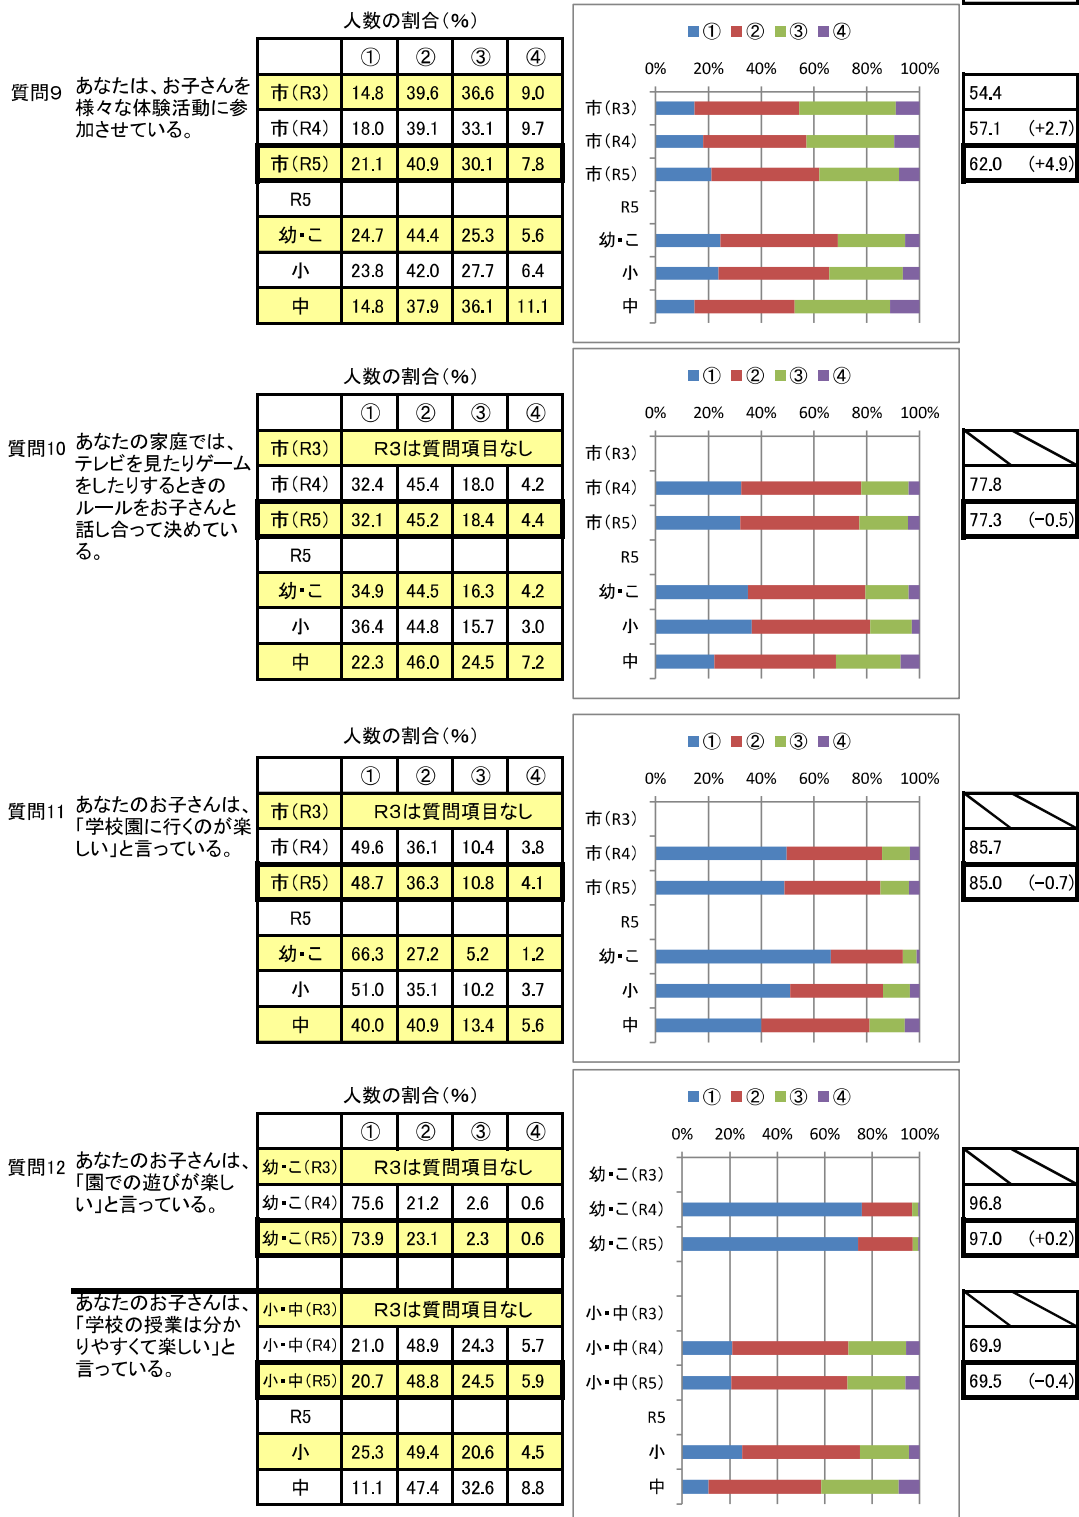 人数の割合(%)
① ② ③ ④
質問9 あなたは、お子さんを
様々な体験活動に参
加させている。
市(R3) 14.8 39.6 36.6 9.0
市(R4) 18.0 39.1 33.1 9.7
市(R5) 21.1 40.9 30.1 7.8
R5
幼・こ 24.7 44.4 25.3 5.6
小 23.8 42.0 27.7 6.4
中 14.8 37.9 36.1 11.1
① ② ③ ④
0% 20% 40% 60% 80% 100%
市(R3)
市(R4)
市(R5)
R5
幼・こ
小
中
54.4
57.1 (+2.7)
62.0 (+4.9)
人数の割合(%)
① ② ③ ④
質問10 あなたの家庭では、
テレビを見たりゲーム
をしたりするときの
ルールをお子さんと
話し合って決めてい
る。
市(R3) R3は質問項目なし
市(R4) 32.4 45.4 18.0 4.2
市(R5) 32.1 45.2 18.4 4.4
R5
幼・こ 34.9 44.5 16.3 4.2
小 36.4 44.8 15.7 3.0
中 22.3 46.0 24.5 7.2
① ② ③ ④
0% 20% 40% 60% 80% 100%
市(R3)
市(R4)
市(R5)
R5
幼・こ
小
中
77.8
77.3 (-0.5)
人数の割合(%)
① ② ③ ④
質問11 あなたのお子さんは、
「学校園に行くのが楽
しい」と言っている。
市(R3) R3は質問項目なし
市(R4) 49.6 36.1 10.4 3.8
市(R5) 48.7 36.3 10.8 4.1
R5
幼・こ 66.3 27.2 5.2 1.2
小 51.0 35.1 10.2 3.7
中 40.0 40.9 13.4 5.6
① ② ③ ④
0% 20% 40% 60% 80% 100%
市(R3)
市(R4)
市(R5)
R5
幼・こ
小
中
85.7
85.0 (-0.7)
人数の割合(%)
① ② ③ ④
質問12 あなたのお子さんは、
「園での遊びが楽し
い」と言っている。
幼・こ(R3) R3は質問項目なし
幼・こ(R4) 75.6 21.2 2.6 0.6
幼・こ(R5) 73.9 23.1 2.3 0.6
あなたのお子さんは、
「学校の授業は分か
りやすくて楽しい」と
言っている。
小・中(R3) R3は質問項目なし
小・中(R4) 21.0 48.9 24.3 5.7
小・中(R5) 20.7 48.8 24.5 5.9
R5
小 25.3 49.4 20.6 4.5
中 11.1 47.4 32.6 8.8
① ② ③ ④
0% 20% 40% 60% 80% 100%
幼・こ(R3)
幼・こ(R4)
幼・こ(R5)
小・中(R3)
小・中(R4)
小・中(R5)
R5
小
中
96.8
97.0 (+0.2)
69.9
69.5 (-0.4)